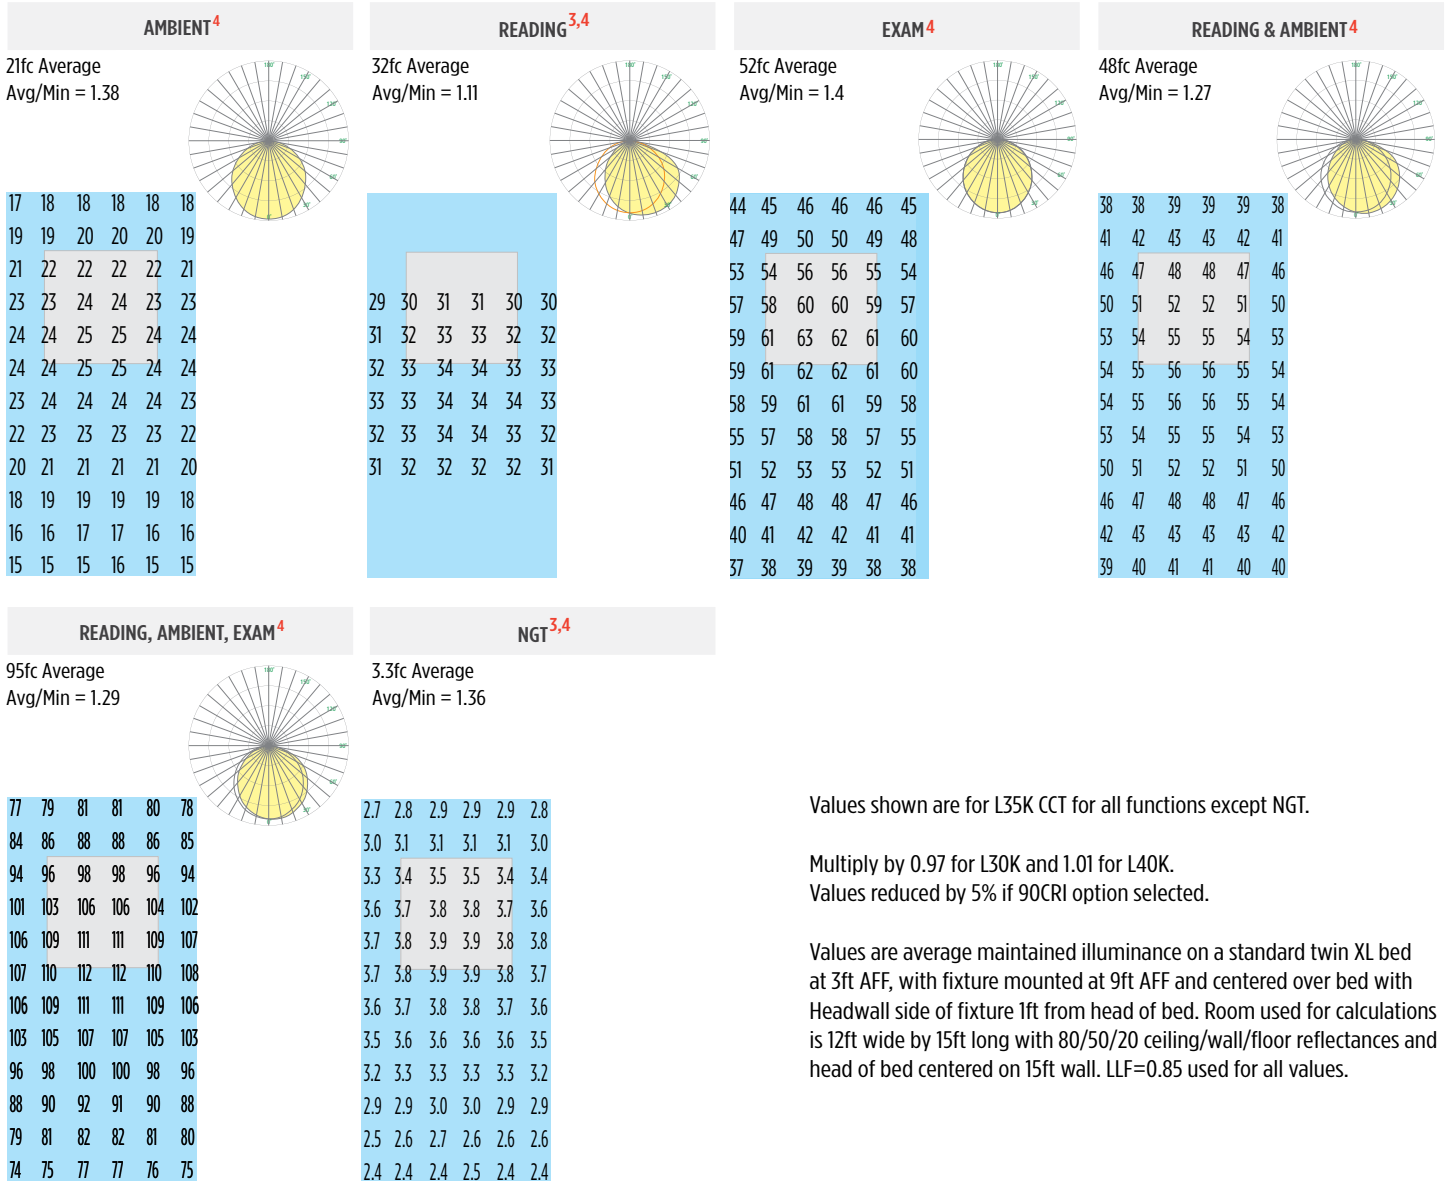 AMBIENT4
21fc Average
Avg/Min = 1.38
17 18 18 18 18 18
19 19 20 20 20 19
21 22 22 22 22 21
23 23 24 24 23 23
24 24 25 25 24 24
24 24 25 25 24 24
23 24 24 24 24 23
22 23 23 23 23 22
20 21 21 21 21 20
18 19 19 19 19 18
16 16 17 17 16 16
15 15 15 16 15 15
READING3,4
32fc Average
Avg/Min = 1.11
29 30 31 31 30 30
31 32 33 33 32 32
32 33 34 34 33 33
33 33 34 34 34 33
32 33 34 34 33 32
31 32 32 32 32 31
EXAM4
52fc Average
Avg/Min = 1.4
44 45 46 46 46 45
47 49 50 50 49 48
53 54 56 56 55 54
57 58 60 60 59 57
59 61 63 62 61 60
59 61 62 62 61 60
58 59 61 61 59 58
55 57 58 58 57 55
51 52 53 53 52 51
46 47 48 48 47 46
40 41 42 42 41 41
37 38 39 39 38 38
READING & AMBIENT4
48fc Average
Avg/Min = 1.27
38 38 39 39 39 38
41 42 43 43 42 41
46 47 48 48 47 46
50 51 52 52 51 50
53 54 55 55 54 53
54 55 56 56 55 54
54 55 56 56 55 54
53 54 55 55 54 53
50 51 52 52 51 50
46 47 48 48 47 46
42 43 43 43 43 42
39 40 41 41 40 40
READING, AMBIENT, EXAM4
95fc Average
Avg/Min = 1.29
77 79 81 81 80 78
84 86 88 88 86 85
94 96 98 98 96 94
101 103 106 106 104 102
106 109 111 111 109 107
107 110 112 112 110 108
106 109 111 111 109 106
103 105 107 107 105 103
96 98 100 100 98 96
88 90 92 91 90 88
79 81 82 82 81 80
74 75 77 77 76 75
NGT3,4
3.3fc Average
Avg/Min = 1.36
2.7 2.8 2.9 2.9 2.9 2.8
3.0 3.1 3.1 3.1 3.1 3.0
3.3 3.4 3.5 3.5 3.4 3.4
3.6 3.7 3.8 3.8 3.7 3.6
3.7 3.8 3.9 3.9 3.8 3.8
3.7 3.8 3.9 3.9 3.8 3.7
3.6 3.7 3.8 3.8 3.7 3.6
3.5 3.6 3.6 3.6 3.6 3.5
3.2 3.3 3.3 3.3 3.3 3.2
2.9 2.9 3.0 3.0 2.9 2.9
2.5 2.6 2.7 2.6 2.6 2.6
2.4 2.4 2.4 2.5 2.4 2.4
Values shown are for L35K CCT for all functions except NGT.
Multiply by 0.97 for L30K and 1.01 for L40K.
Values reduced by 5% if 90CRI option selected.
Values are average maintained illuminance on a standard twin XL bed
at 3ft AFF, with fixture mounted at 9ft AFF and centered over bed with
Headwall side of fixture 1ft from head of bed. Room used for calculations
is 12ft wide by 15ft long with 80/50/20 ceiling/wall/floor reflectances and
head of bed centered on 15ft wall. LLF=0.85 used for all values.